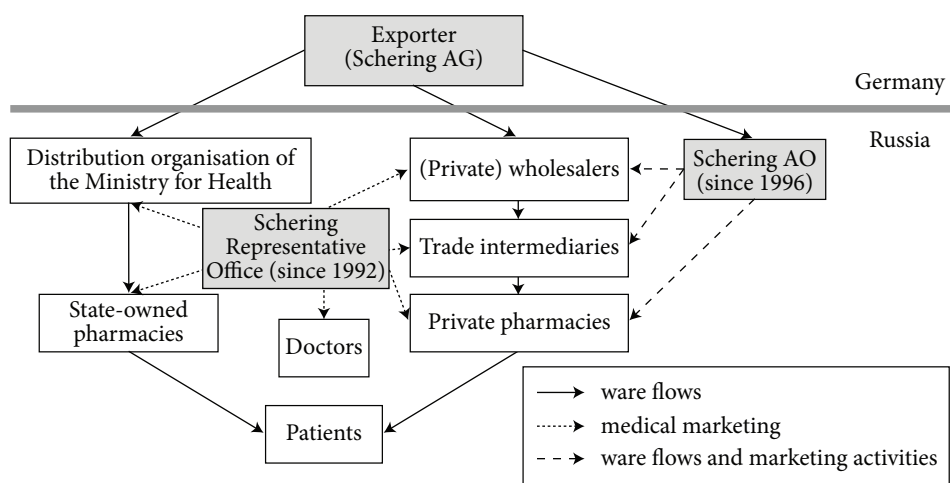 Exporter
(Schering AG)
Germany
Russia
Distribution organisation of
the Ministry for Health
(Private) wholesalers
Schering AO
(since 1996)
Schering
Representative
Office (since 1992)
Trade intermediaries
State-owned
pharmacies
Doctors
Private pharmacies
Patients
ware flows
medical marketing
ware flows and marketing activities